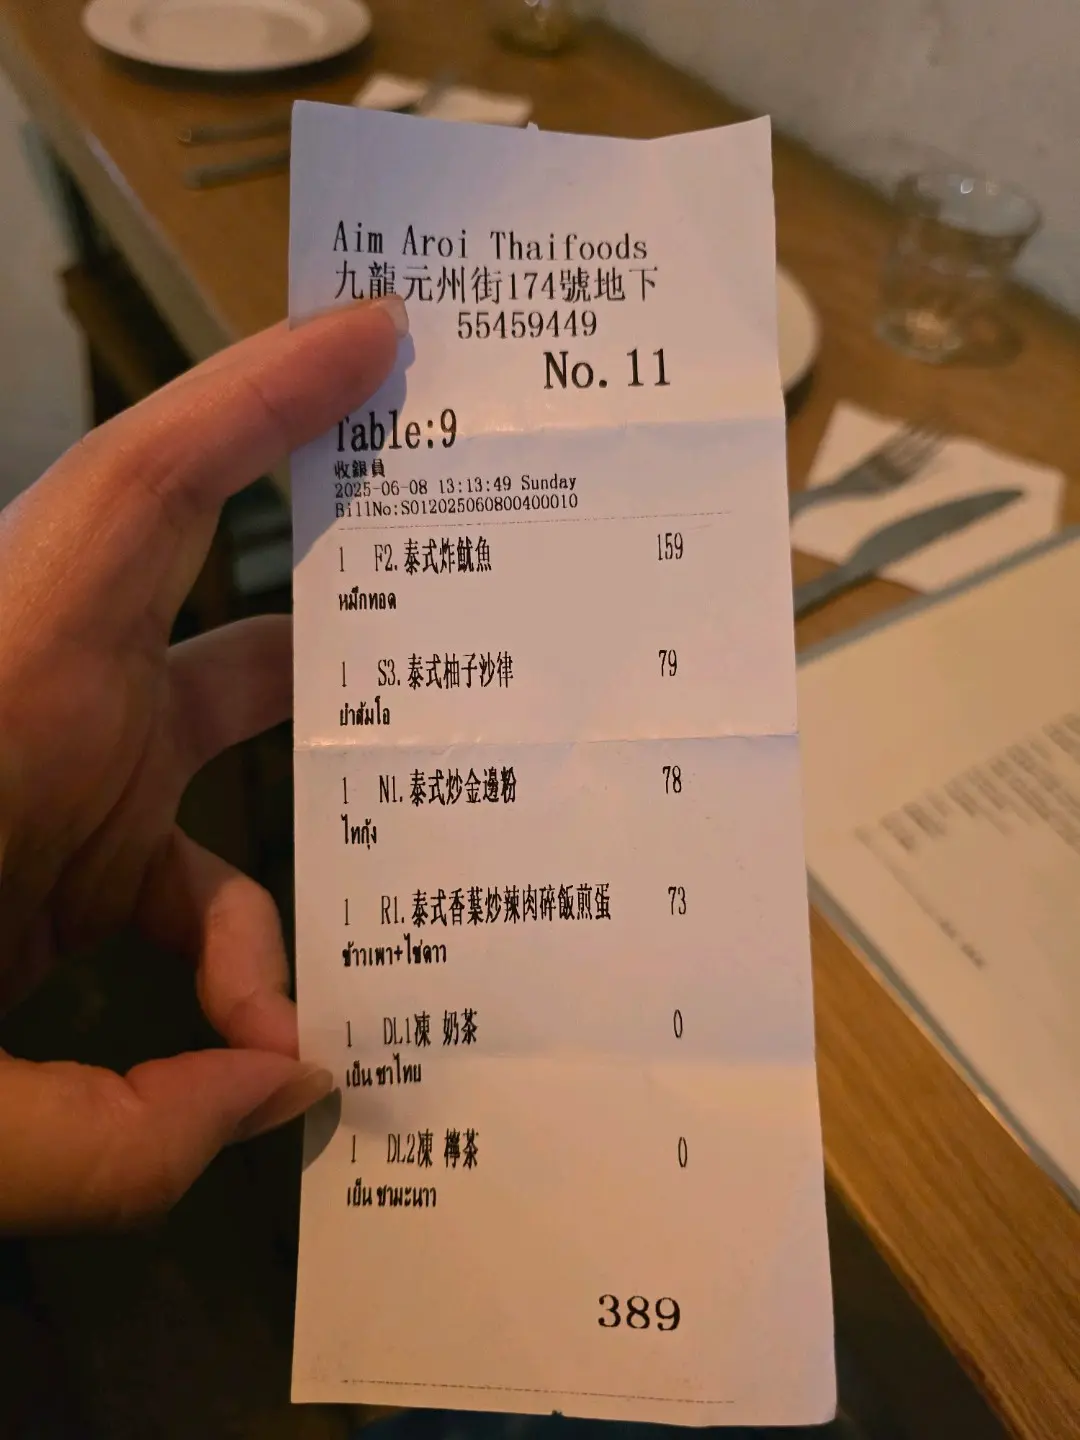 Aim Aroi Thaifoods
九龍元州街174號地下
55459449
No. 11
Table:9
收銀員
2025-06-08 13:13:49 Sunday
BillNo:S012025060800400010
1 F2.泰式炸魷魚 159
หมึกทอด
1 S3.泰式柚子沙律 79
ยำส้มโอ
1 N1.泰式炒金邊粉 78
ไทกุ้ง
1 R1.泰式香葉炒辣肉碎飯煎蛋 73
ข้าวเพา+ไข่ดาว
1 DL1凍 奶茶 0
เย็น ชาไทย
1 DL2凍 檸茶 0
เย็น ชามะนาว
389